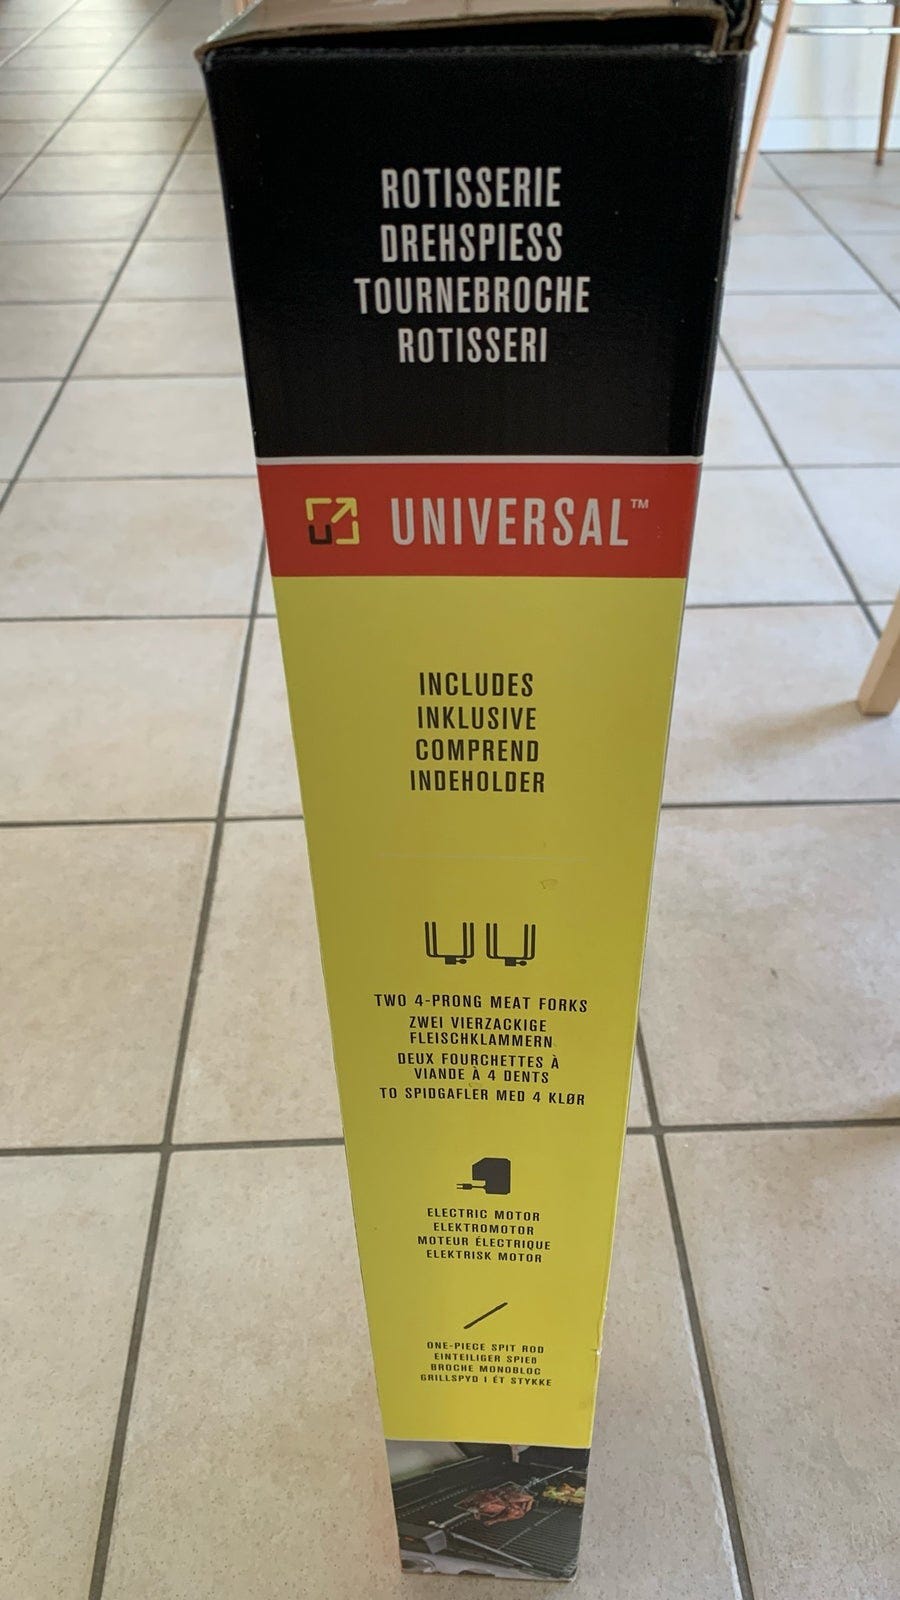 ROTISSERIE
DREHSPIESS
TOURNEBROCHE
ROTISSERI
UNIVERSAL™
INCLUDES
INKLUSIVE
COMPREND
INDEHOLDER
TWO 4-PRONG MEAT FORKS
ZWEI VIERZACKIGE
FLEISCHKLAMMERN
DEUX FOURCHETTES À
VIANDE À 4 DENTS
TO SPIDGAFLER MED 4 KLØR
ELECTRIC MOTOR
ELEKTROMOTOR
MOTEUR ÉLECTRIQUE
ELEKTRISK MOTOR
ONE-PIECE SPIT ROD
EINTEILIGER SPIEß
BROCHE MONOBLOC
GRILLSPYD I ÉT STYKKE